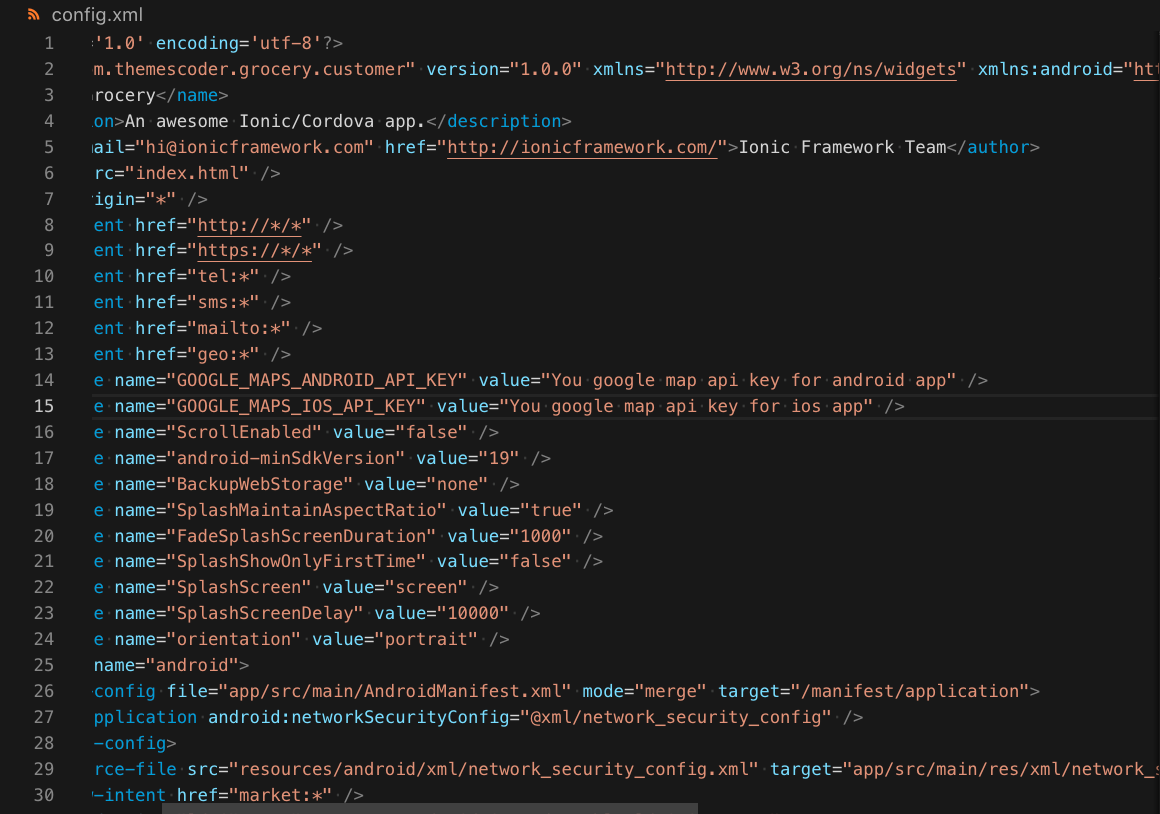 config.xml
1 ='1.0' encoding='utf-8'?>
2 m.themescoder.grocery.customer" version="1.0.0" xmlns="http://www.w3.org/ns/widgets" xmlns:android="htt
3 rocery</name>
4 on>An awesome Ionic/Cordova app.</description>
5 ail="hi@ionicframework.com" href="http://ionicframework.com/">Ionic Framework Team</author>
6 rc="index.html" />
7 igin="*" />
8 ent href="http://*/*" />
9 ent href="https://*/*" />
10 ent href="tel:*" />
11 ent href="sms:*" />
12 ent href="mailto:*" />
13 ent href="geo:*" />
14 e name="GOOGLE_MAPS_ANDROID_API_KEY" value="You google map api key for android app" />
15 e name="GOOGLE_MAPS_IOS_API_KEY" value="You google map api key for ios app" />
16 e name="ScrollEnabled" value="false" />
17 e name="android-minSdkVersion" value="19" />
18 e name="BackupWebStorage" value="none" />
19 e name="SplashMaintainAspectRatio" value="true" />
20 e name="FadeSplashScreenDuration" value="1000" />
21 e name="SplashShowOnlyFirstTime" value="false" />
22 e name="SplashScreen" value="screen" />
23 e name="SplashScreenDelay" value="10000" />
24 e name="orientation" value="portrait" />
25 name="android">
26 config file="app/src/main/AndroidManifest.xml" mode="merge" target="/manifest/application">
27 pplication android:networkSecurityConfig="@xml/network_security_config" />
28 -config>
29 rce-file src="resources/android/xml/network_security_config.xml" target="app/src/main/res/xml/network_s
30 -intent href="market:*" />